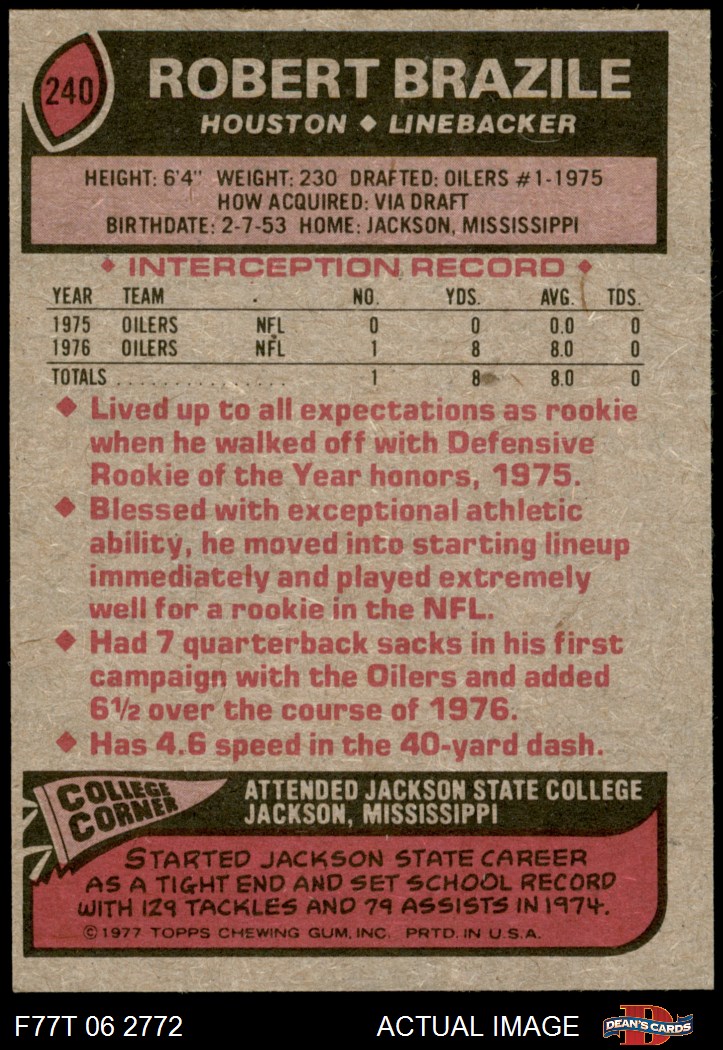 240
ROBERT BRAZILE
HOUSTON ◆ LINEBACKER
HEIGHT: 6'4" WEIGHT: 230 DRAFTED: OILERS #1-1975
HOW ACQUIRED: VIA DRAFT
BIRTHDATE: 2-7-53 HOME: JACKSON, MISSISSIPPI
◆ INTERCEPTION RECORD ◆
YEAR TEAM NO. YDS. AVG. TDS.
1975 OILERS NFL 0 0 0.0 0
1976 OILERS NFL 1 8 8.0 0
TOTALS ................ 1 8 8.0 0
◆ Lived up to all expectations as rookie
when he walked off with Defensive
Rookie of the Year honors, 1975.
◆ Blessed with exceptional athletic
ability, he moved into starting lineup
immediately and played extremely
well for a rookie in the NFL.
◆ Had 7 quarterback sacks in his first
campaign with the Oilers and added
6½ over the course of 1976.
◆ Has 4.6 speed in the 40-yard dash.
COLLEGE
CORNER
ATTENDED JACKSON STATE COLLEGE
JACKSON, MISSISSIPPI
STARTED JACKSON STATE CAREER
AS A TIGHT END AND SET SCHOOL RECORD
WITH 129 TACKLES AND 79 ASSISTS IN 1974.
© 1977 TOPPS CHEWING GUM, INC. PRTD. IN U.S.A.
F77T 06 2772
ACTUAL IMAGE
D
DEAN'S CARDS